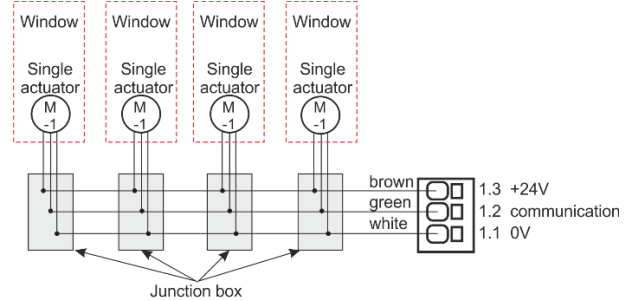 Window Window Window Window
Single Single Single Single
actuator actuator actuator actuator
M M M M
-1 -1 -1 -1
brown 1.3 +24V
green 1.2 communication
white 1.1 0V
Junction box